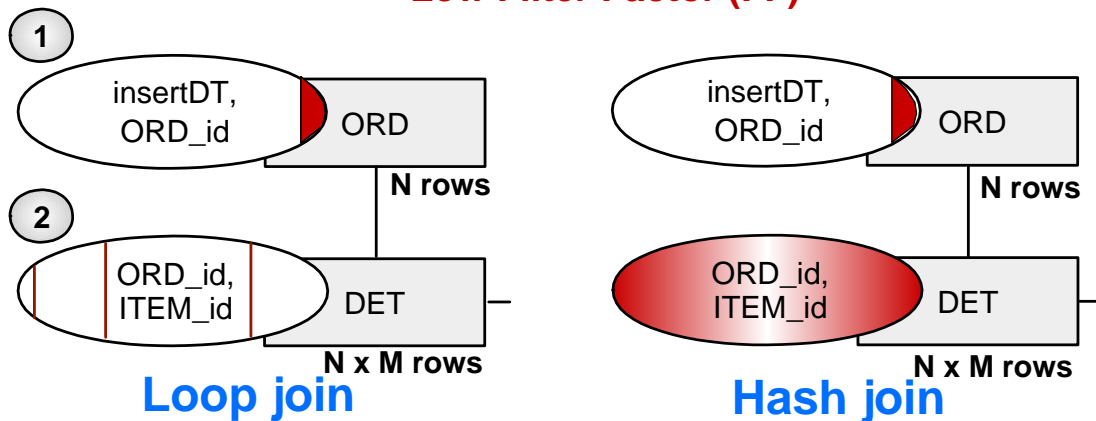 1
insertDT,
ORD_id
ORD
N rows
2
ORD_id,
ITEM_id
DET
N x M rows
Loop join
insertDT,
ORD_id
ORD
N rows
ORD_id,
ITEM_id
DET
N x M rows
Hash join